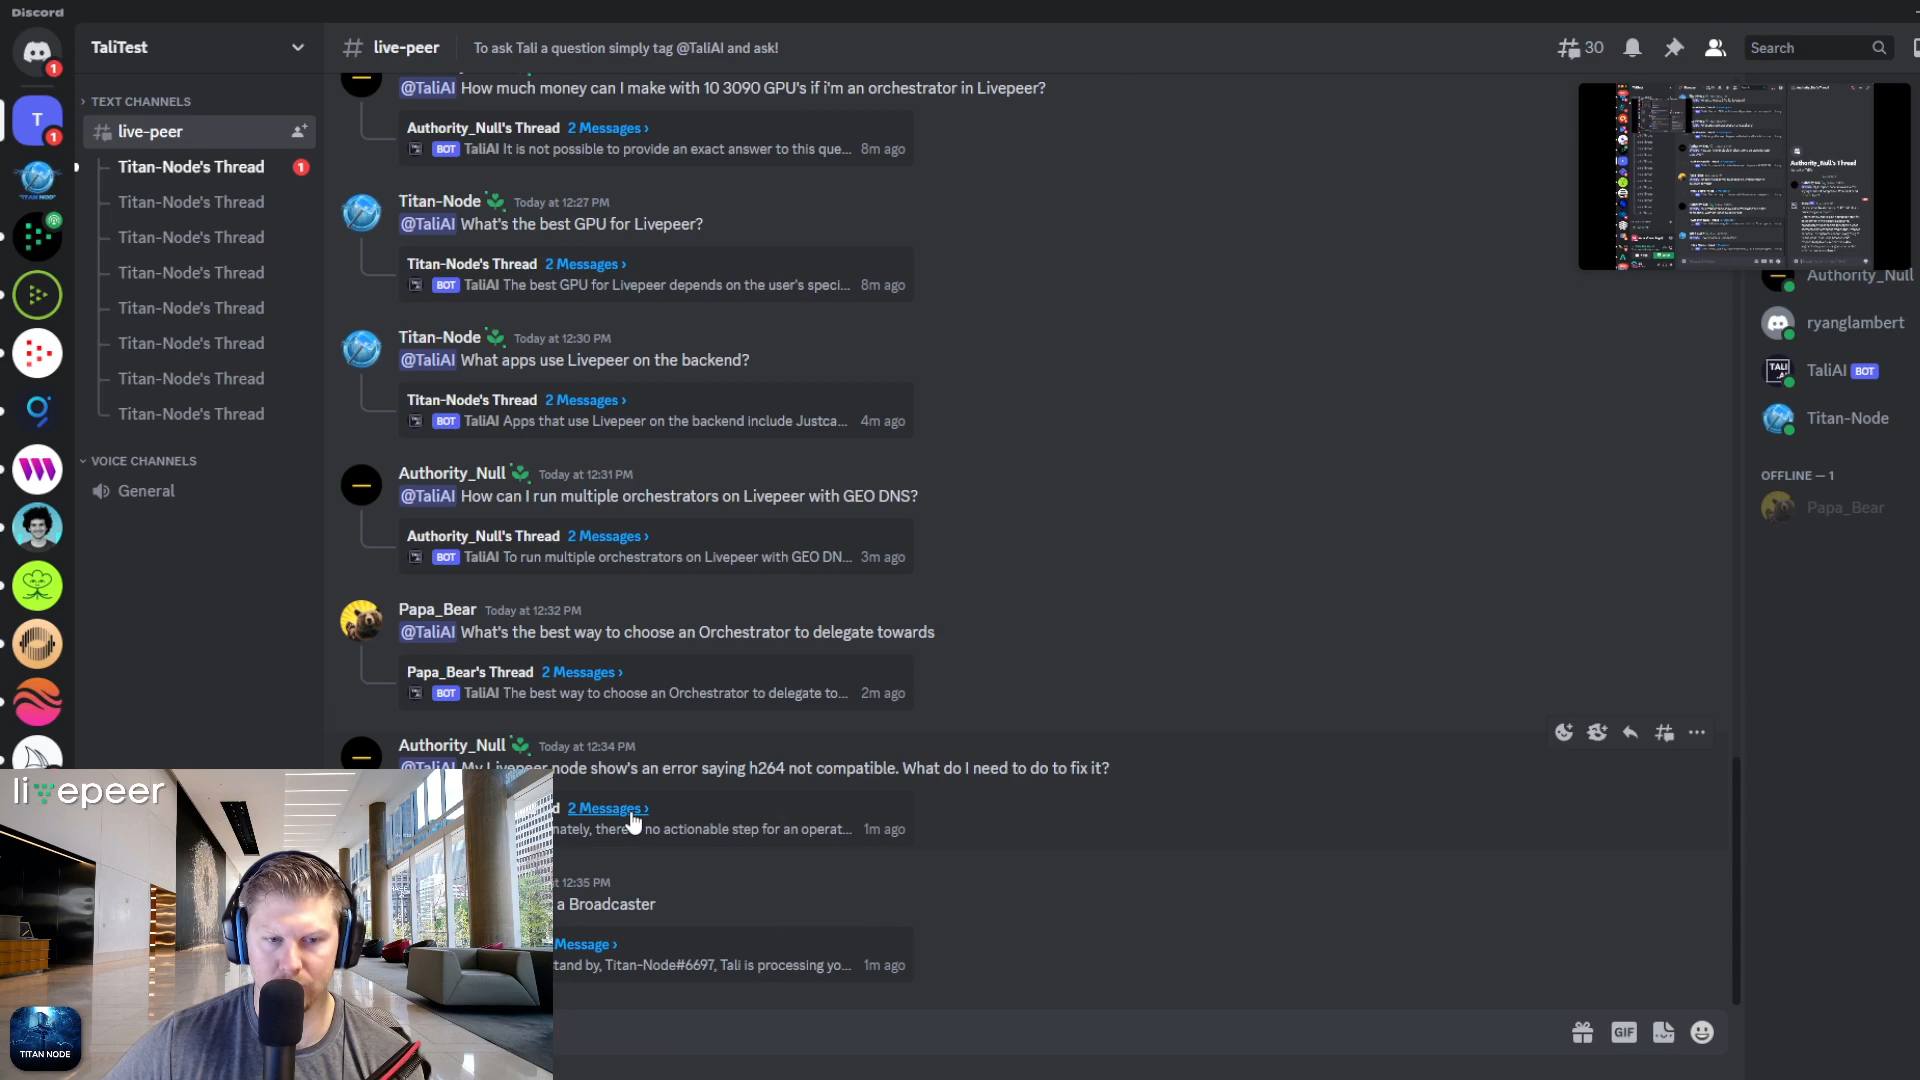 Discord
TaliTest
live-peer
To ask Tali a question simply tag @TaliAI and ask!
30
Search
TEXT CHANNELS
live-peer
Titan-Node's Thread
1
Titan-Node's Thread
Titan-Node's Thread
Titan-Node's Thread
Titan-Node's Thread
Titan-Node's Thread
Titan-Node's Thread
Titan-Node's Thread
VOICE CHANNELS
General
1
T
1
TITAN NODE
@TaliAI How much money can I make with 10 3090 GPU's if i'm an orchestrator in Livepeer?
Authority_Null's Thread 2 Messages ›
BOT TaliAI It is not possible to provide an exact answer to this que... 8m ago
Titan-Node Today at 12:27 PM
@TaliAI What's the best GPU for Livepeer?
Titan-Node's Thread 2 Messages ›
BOT TaliAI The best GPU for Livepeer depends on the user's speci... 8m ago
Titan-Node Today at 12:30 PM
@TaliAI What apps use Livepeer on the backend?
Titan-Node's Thread 2 Messages ›
BOT TaliAI Apps that use Livepeer on the backend include Justca... 4m ago
Authority_Null Today at 12:31 PM
@TaliAI How can I run multiple orchestrators on Livepeer with GEO DNS?
Authority_Null's Thread 2 Messages ›
BOT TaliAI To run multiple orchestrators on Livepeer with GEO DN... 3m ago
Papa_Bear Today at 12:32 PM
@TaliAI What's the best way to choose an Orchestrator to delegate towards
Papa_Bear's Thread 2 Messages ›
BOT TaliAI The best way to choose an Orchestrator to delegate to... 2m ago
Authority_Null Today at 12:34 PM
@TaliAI My Livepeer node show's an error saying h264 not compatible. What do I need to do to fix it?
d 2 Messages ›
nately, there no actionable step for an operat... 1m ago
t 12:35 PM
a Broadcaster
Message ›
tand by, Titan-Node#6697, Tali is processing yo... 1m ago
GIF
Authority_Null's Thread
Authority_Null
ryanglambert
TALI
TaliAI BOT
Titan-Node
OFFLINE — 1
Papa_Bear
livepeer
TITAN NODE